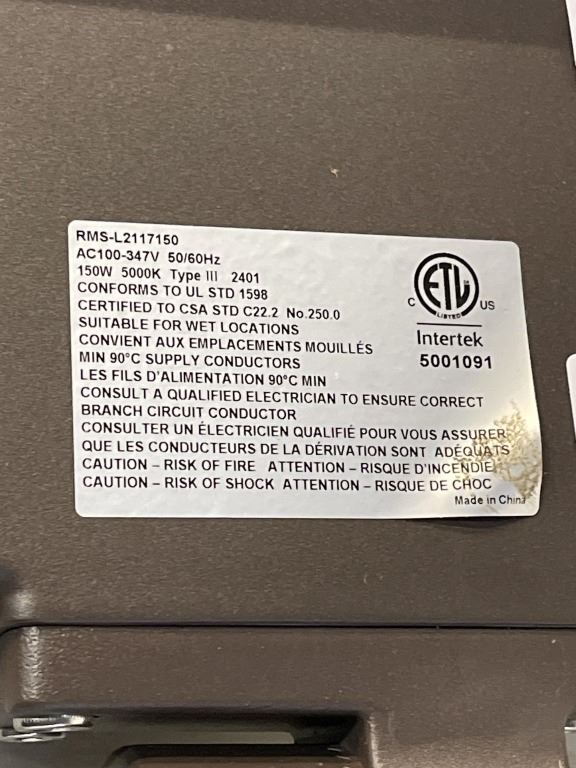 RMS-L2117150
AC100-347V 50/60Hz
150W 5000K Type III 2401
CONFORMS TO UL STD 1598
CERTIFIED TO CSA STD C22.2 No.250.0
SUITABLE FOR WET LOCATIONS
CONVIENT AUX EMPLACEMENTS MOUILLÉS
MIN 90°C SUPPLY CONDUCTORS
LES FILS D'ALIMENTATION 90°C MIN
CONSULT A QUALIFIED ELECTRICIAN TO ENSURE CORRECT
BRANCH CIRCUIT CONDUCTOR
CONSULTER UN ÉLECTRICIEN QUALIFIÉ POUR VOUS ASSURER
QUE LES CONDUCTEURS DE LA DÉRIVATION SONT ADÉQUATS
CAUTION – RISK OF FIRE ATTENTION – RISQUE D'INCENDIE
CAUTION – RISK OF SHOCK ATTENTION – RISQUE DE CHOC
Made in China
ETL
LISTED
C US
Intertek
5001091